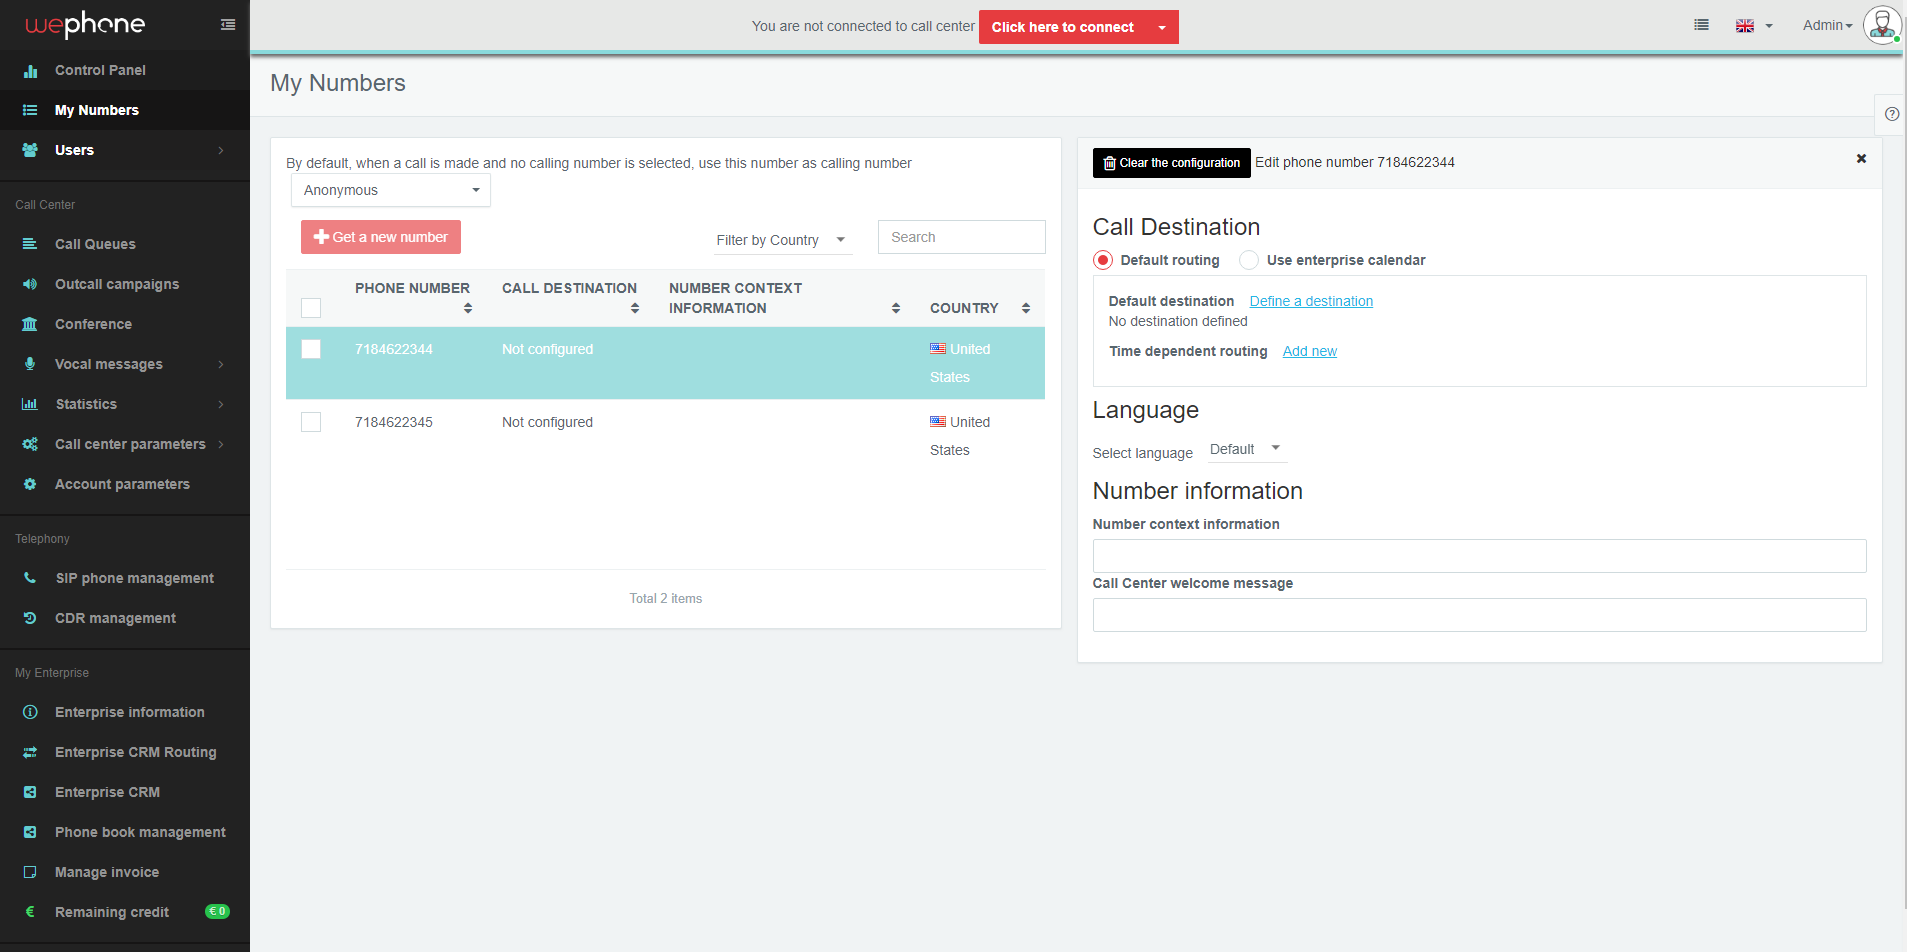 wephone
You are not connected to call center
Click here to connect
Admin
Control Panel
My Numbers
Users
Call Center
Call Queues
Outcall campaigns
Conference
Vocal messages
Statistics
Call center parameters
Account parameters
Telephony
SIP phone management
CDR management
My Enterprise
Enterprise information
Enterprise CRM Routing
Enterprise CRM
Phone book management
Manage invoice
Remaining credit
€ 0
My Numbers
By default, when a call is made and no calling number is selected, use this number as calling number
Anonymous
Get a new number
Filter by Country
Search
PHONE NUMBER
CALL DESTINATION
NUMBER CONTEXT
INFORMATION
COUNTRY
7184622344
Not configured
United
States
7184622345
Not configured
United
States
Total 2 items
Clear the configuration
Edit phone number 7184622344
Call Destination
Default routing
Use enterprise calendar
Default destination
Define a destination
No destination defined
Time dependent routing
Add new
Language
Select language
Default
Number information
Number context information
Call Center welcome message